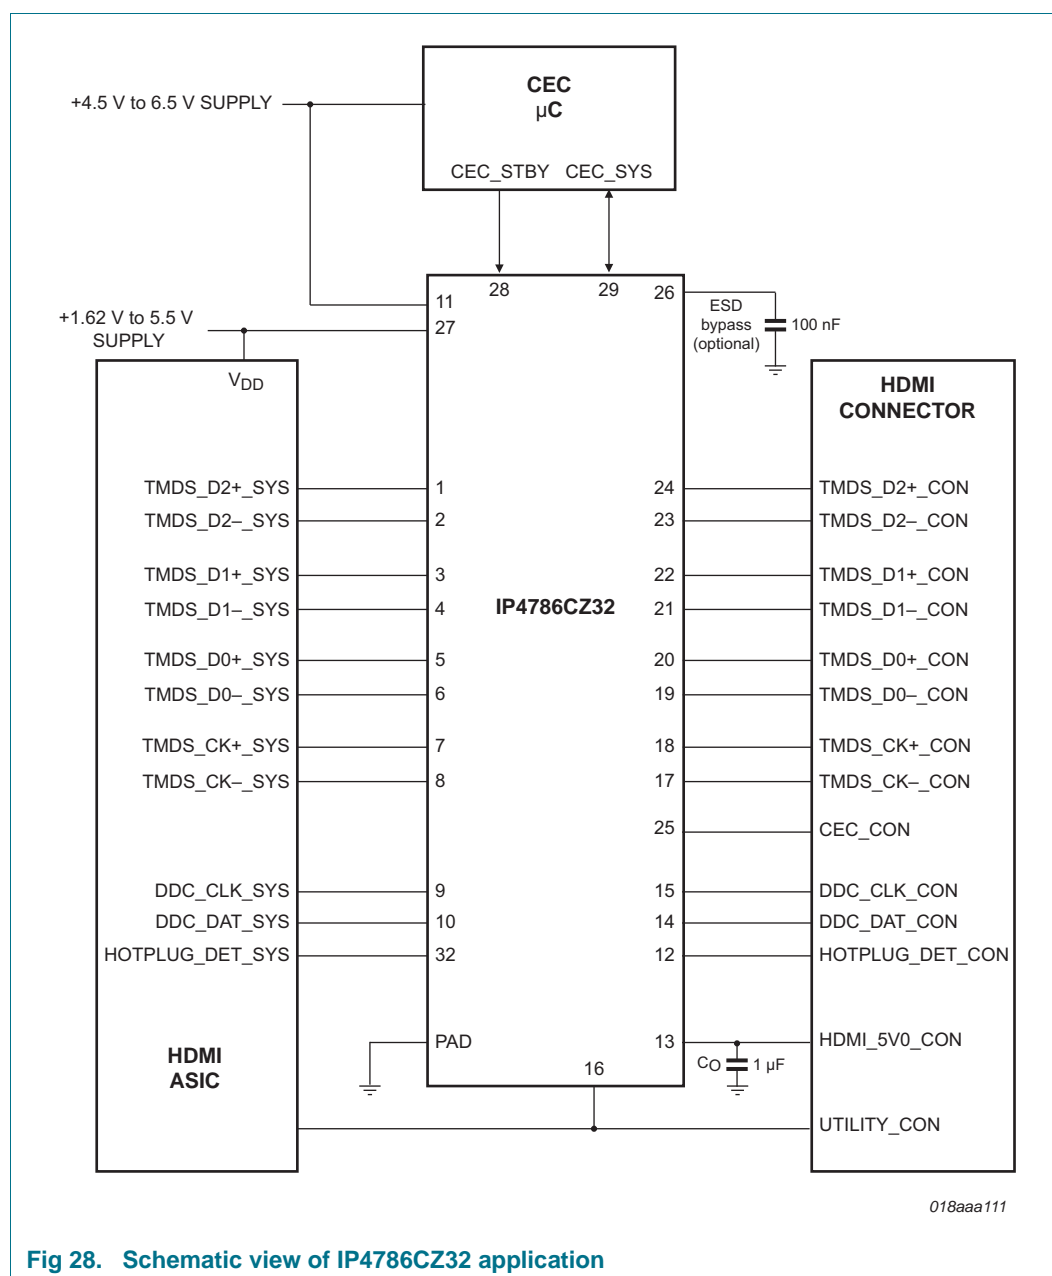 CEC
µC
+4.5 V to 6.5 V SUPPLY
CEC_STBY CEC_SYS
28 29 26
11
27
ESD
bypass
(optional)
100 nF
+1.62 V to 5.5 V
SUPPLY
VDD
HDMI
CONNECTOR
TMDS_D2+_SYS 1 24 TMDS_D2+_CON
TMDS_D2–_SYS 2 23 TMDS_D2–_CON
TMDS_D1+_SYS 3 22 TMDS_D1+_CON
TMDS_D1–_SYS 4 IP4786CZ32 21 TMDS_D1–_CON
TMDS_D0+_SYS 5 20 TMDS_D0+_CON
TMDS_D0–_SYS 6 19 TMDS_D0–_CON
TMDS_CK+_SYS 7 18 TMDS_CK+_CON
TMDS_CK–_SYS 8 17 TMDS_CK–_CON
25 CEC_CON
DDC_CLK_SYS 9 15 DDC_CLK_CON
DDC_DAT_SYS 10 14 DDC_DAT_CON
HOTPLUG_DET_SYS 32 12 HOTPLUG_DET_CON
PAD 13 HDMI_5V0_CON
HDMI
ASIC
CO 1 µF
16
UTILITY_CON
018aaa111
Fig 28. Schematic view of IP4786CZ32 application